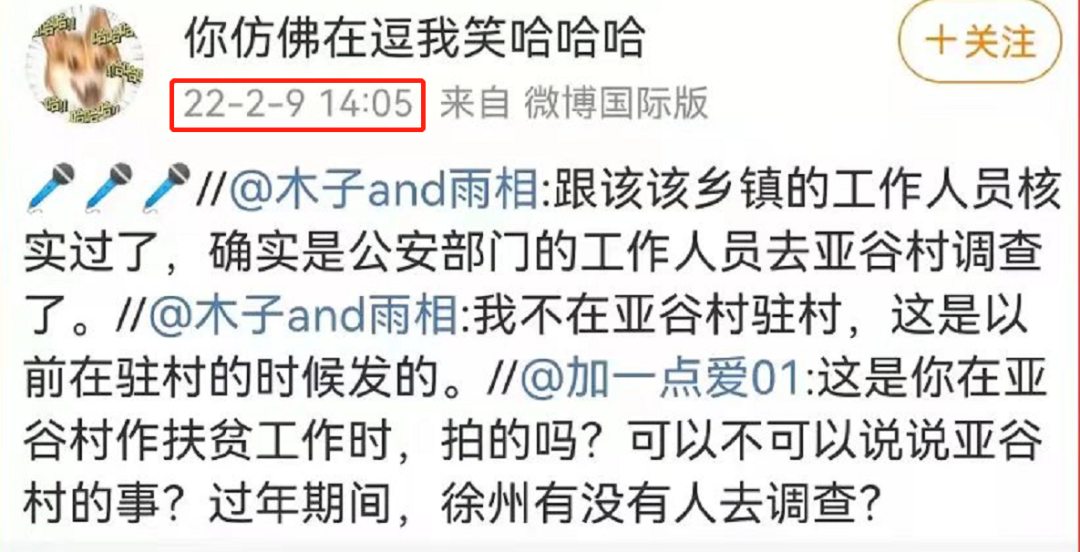 你仿佛在逗我笑哈哈哈
+关注
22-2-9 14:05 来自 微博国际版
//@木子and雨相:跟该该乡镇的工作人员核
实过了，确实是公安部门的工作人员去亚谷村调查
了。//@木子and雨相:我不在亚谷村驻村，这是以
前在驻村的时候发的。//@加一点爱01:这是你在亚
谷村作扶贫工作时，拍的吗？可以不可以说说亚谷
村的事？过年期间，徐州有没有人去调查？